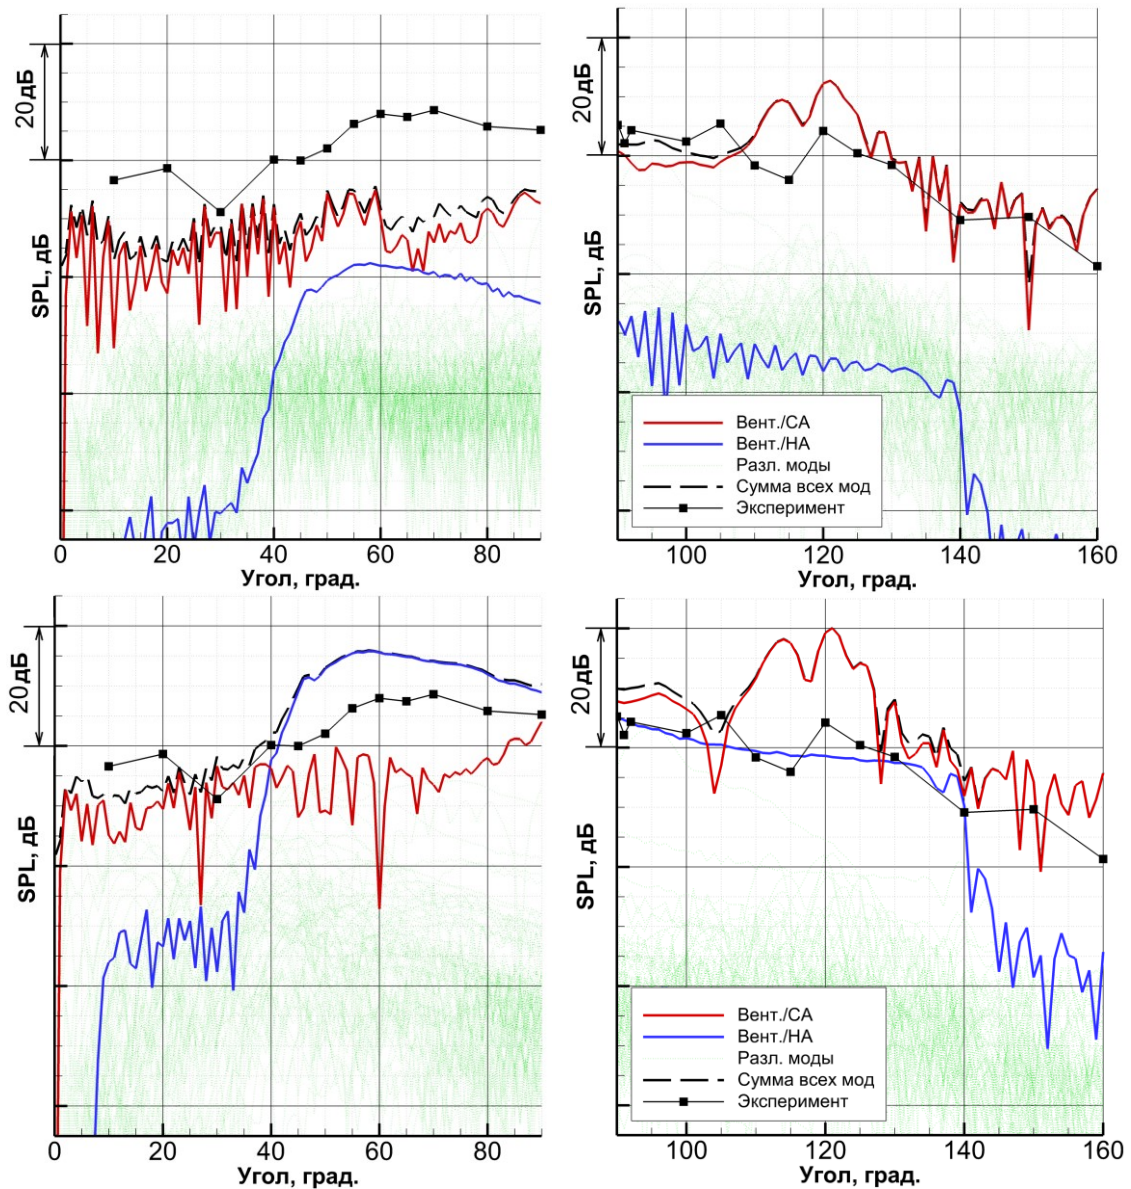 20дБ
SPL, дБ
0 20 40 60 80
Угол, град.
20дБ
SPL, дБ
Вент./СА
Вент./НА
Разл. моды
Сумма всех мод
Эксперимент
100 120 140 160
Угол, град.
20дБ
SPL, дБ
0 20 40 60 80
Угол, град.
20дБ
SPL, дБ
Вент./СА
Вент./НА
Разл. моды
Сумма всех мод
Эксперимент
100 120 140 160
Угол, град.